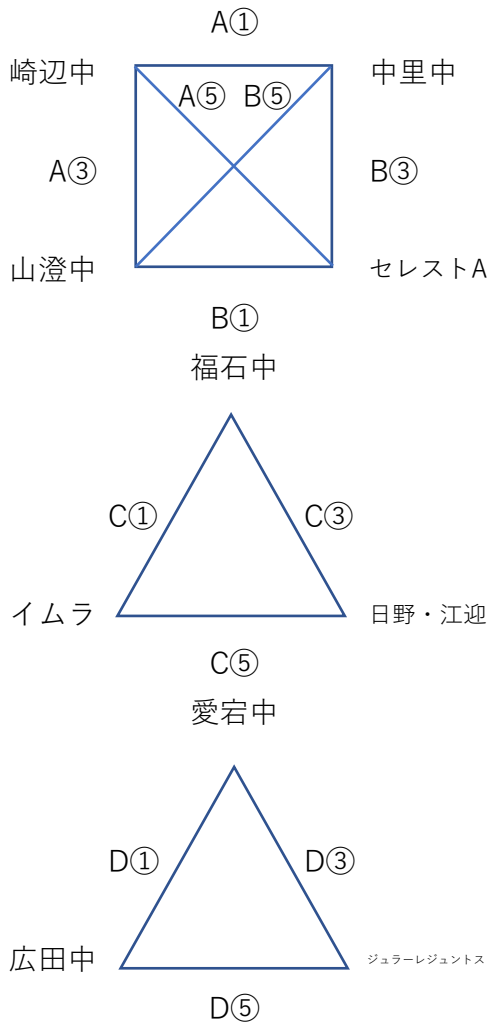 A①
崎辺中
中里中
A⑤ B⑤
A③
B③
山澄中
セレストA
B①
福石中
C①
C③
イムラ
日野・江迎
C⑤
愛宕中
D①
D③
広田中
ジュラーレジェントス
D⑤